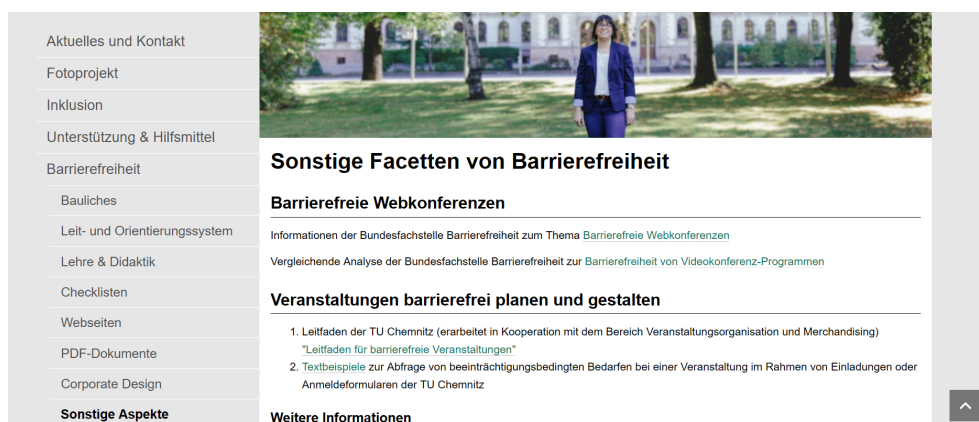 Aktuelles und Kontakt
Fotoprojekt
Inklusion
Unterstützung & Hilfsmittel
Barrierefreiheit
Bauliches
Leit- und Orientierungssystem
Lehre & Didaktik
Checklisten
Webseiten
PDF-Dokumente
Corporate Design
Sonstige Aspekte
Sonstige Facetten von Barrierefreiheit
Barrierefreie Webkonferenzen
Informationen der Bundesfachstelle Barrierefreiheit zum Thema Barrierefreie Webkonferenzen
Vergleichende Analyse der Bundesfachstelle Barrierefreiheit zur Barrierefreiheit von Videokonferenz-Programmen
Veranstaltungen barrierefrei planen und gestalten
1. Leitfaden der TU Chemnitz (erarbeitet in Kooperation mit dem Bereich Veranstaltungsorganisation und Merchandising)
"Leitfaden für barrierefreie Veranstaltungen"
2. Textbeispiele zur Abfrage von beeinträchtigungsbedingten Bedarfen bei einer Veranstaltung im Rahmen von Einladungen oder
Anmeldeformularen der TU Chemnitz
Weitere Informationen